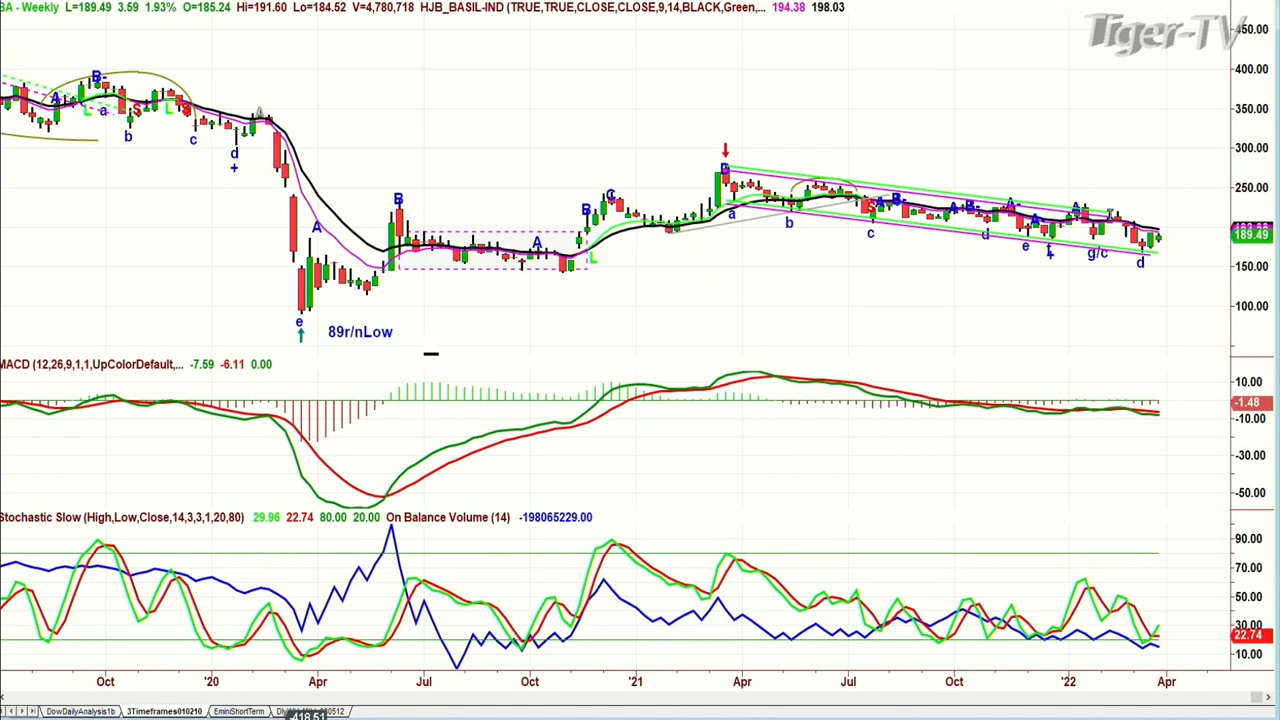 BA - Weekly L=189.49 3.59 1.93% O=185.24 Hi=191.60 Lo=184.52 V=4,780,718 HJB_BASIL-IND (TRUE,TRUE,CLOSE,CLOSE,9,14,BLACK,Green,... 194.38 198.03
Tiger-TV
450.00
400.00
350.00
300.00
250.00
189.49
150.00
100.00
A B- L a b S L S c d + A
e 89r/nLow
A B A B C L
B a b c S A B A B d A e A f A g/c d
MACD (12,26,9,1,1,UpColorDefault,... -7.59 -6.11 0.00
10.00
-1.48
-10.00
-30.00
-50.00
Stochastic Slow (High,Low,Close,14,3,3,1,20,80) 29.96 22.74 80.00 20.00 On Balance Volume (14) -198065229.00
90.00
70.00
50.00
30.00
22.74
10.00
Oct '20 Apr Jul Oct '21 Apr Jul Oct '22 Apr
DowDailyAnalysis1b 3Timeframes010210 EminiShortTerm
418.51